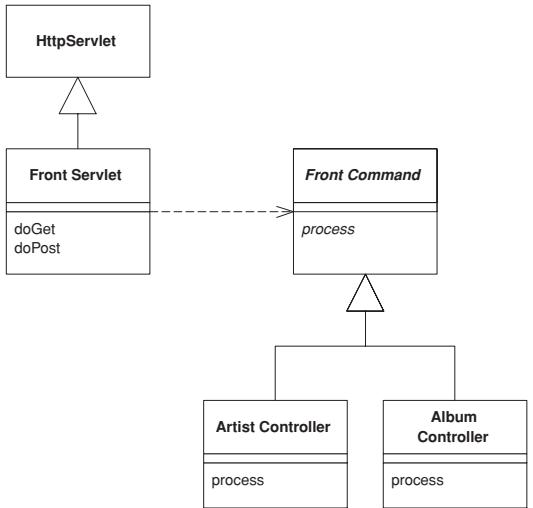 HttpServlet
Front Servlet
doGet
doPost
Front Command
process
Artist Controller
process
Album
Controller
process